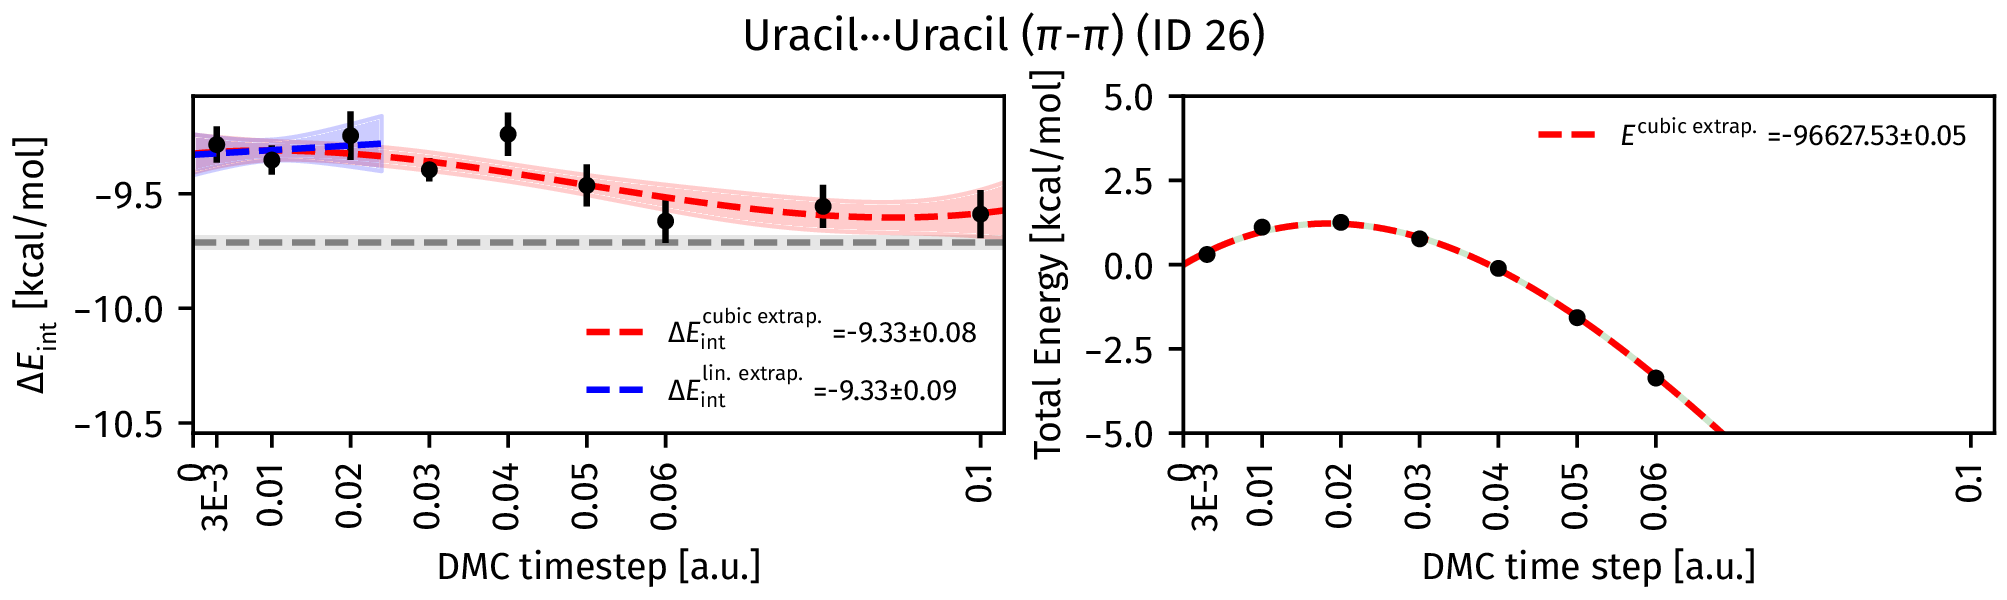 Uracil···Uracil (π-π) (ID 26)
ΔE_int [kcal/mol]
−9.5
−10.0
−10.5
ΔE_int^cubic extrap. =-9.33±0.08
ΔE_int^lin. extrap. =-9.33±0.09
0
3E-3
0.01
0.02
0.03
0.04
0.05
0.06
0.1
DMC timestep [a.u.]
Total Energy [kcal/mol]
5.0
2.5
0.0
−2.5
−5.0
E^cubic extrap. =-96627.53±0.05
0
3E-3
0.01
0.02
0.03
0.04
0.05
0.06
0.1
DMC time step [a.u.]